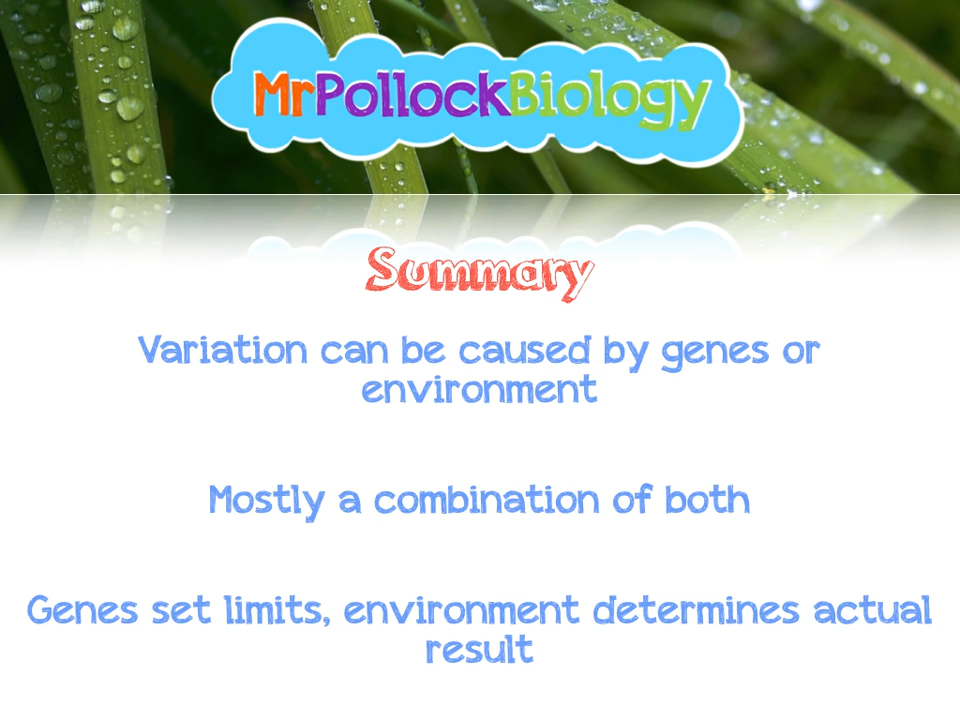 MrPollockBiology
Summary
Variation can be caused by genes or
environment
Mostly a combination of both
Genes set limits, environment determines actual
result